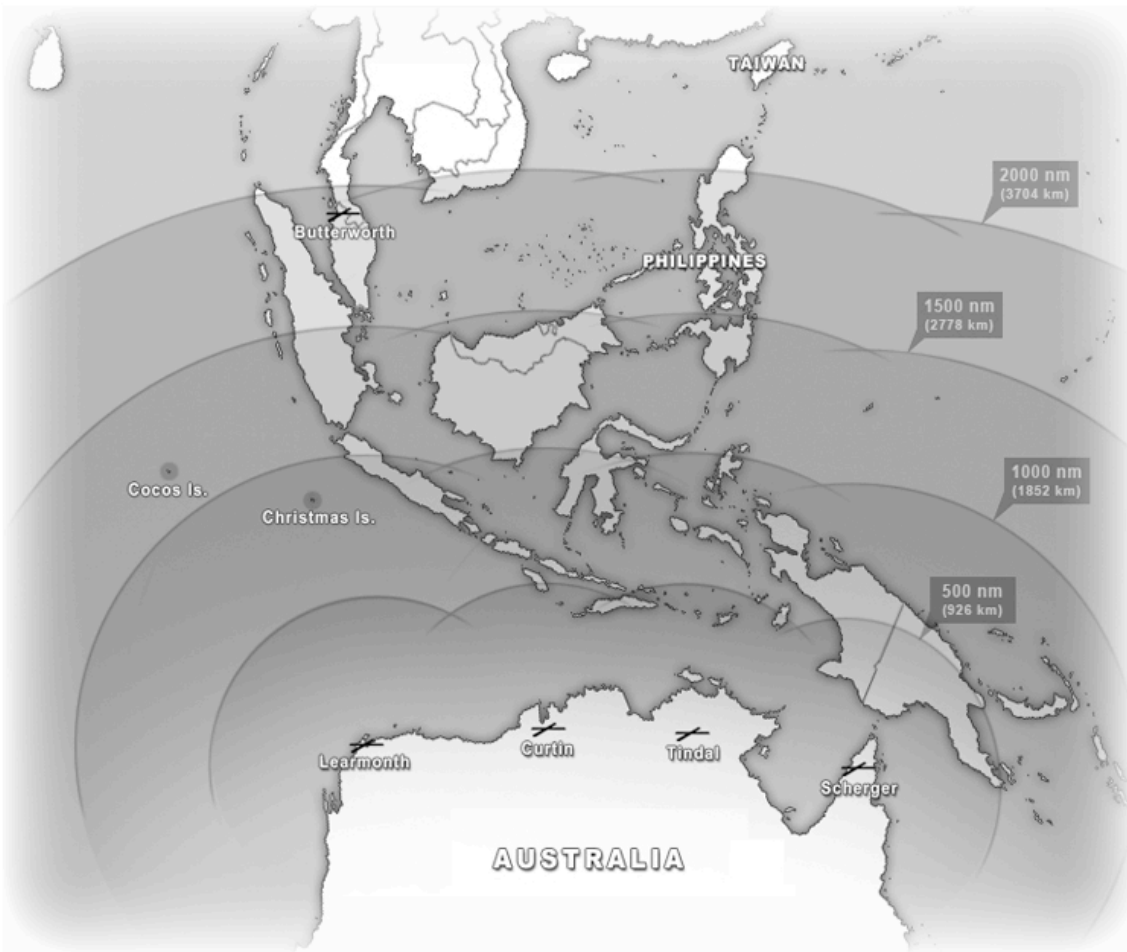 TAIWAN
2000 nm
(3704 km)
Butterworth
PHILIPPINES
1500 nm
(2778 km)
Cocos Is.
1000 nm
(1852 km)
Christmas Is.
500 nm
(926 km)
Learmonth
Curtin
Tindal
Scherger
AUSTRALIA